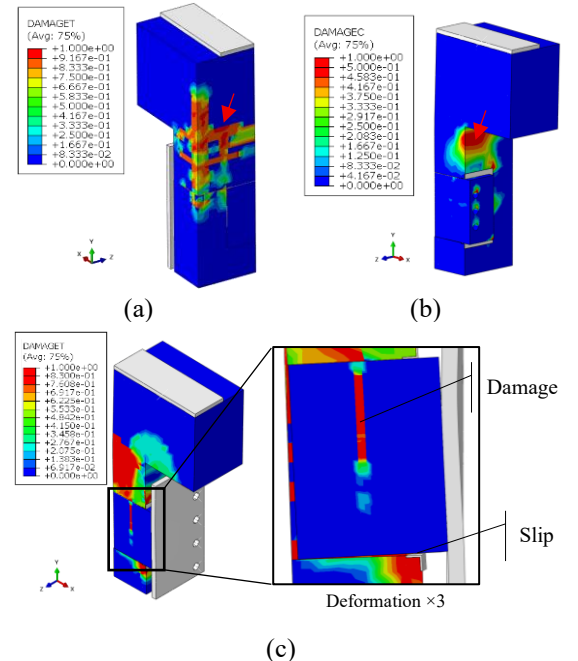 DAMAGET
(Avg: 75%)
+1.000e+00
+9.167e-01
+8.333e-01
+7.500e-01
+6.667e-01
+5.833e-01
+5.000e-01
+4.167e-01
+3.333e-01
+2.500e-01
+1.667e-01
+8.333e-02
+0.000e+00
Y
X
Z
(a)
DAMAGEC
(Avg: 75%)
+1.000e+00
+5.000e-01
+4.583e-01
+4.167e-01
+3.750e-01
+3.333e-01
+2.917e-01
+2.500e-01
+2.083e-01
+1.667e-01
+1.250e-01
+8.333e-02
+4.167e-02
+0.000e+00
Y
Z
X
(b)
DAMAGET
(Avg: 75%)
+1.000e+00
+8.300e-01
+7.608e-01
+6.917e-01
+6.225e-01
+5.533e-01
+4.842e-01
+4.150e-01
+3.458e-01
+2.767e-01
+2.075e-01
+1.383e-01
+6.917e-02
+0.000e+00
Y
Z
X
Damage
Slip
Deformation ×3
(c)